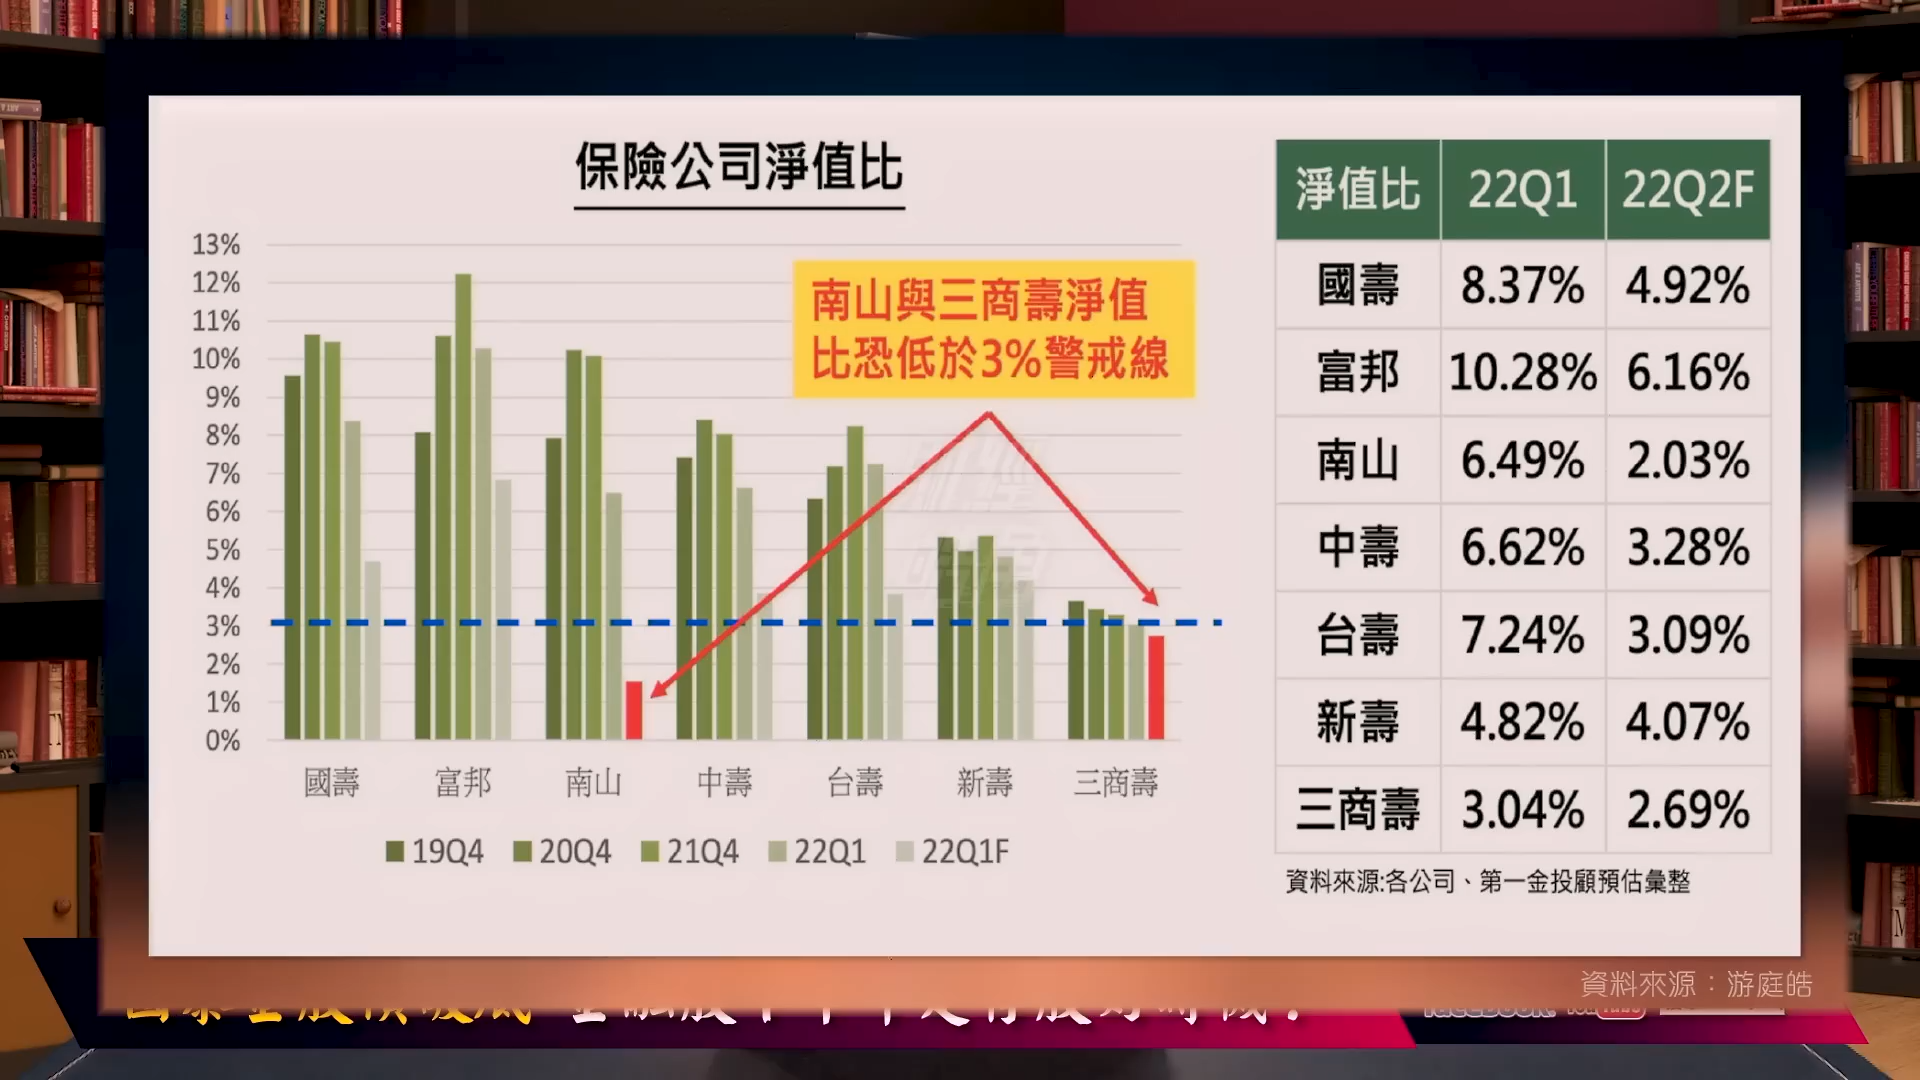 保險公司淨值比
13%
12%
11%
10%
9%
8%
7%
6%
5%
4%
3%
2%
1%
0%
南山與三商壽淨值
比恐低於3%警戒線
國壽 富邦 南山 中壽 台壽 新壽 三商壽
19Q4 20Q4 21Q4 22Q1 22Q1F
淨值比 22Q1 22Q2F
國壽 8.37% 4.92%
富邦 10.28% 6.16%
南山 6.49% 2.03%
中壽 6.62% 3.28%
台壽 7.24% 3.09%
新壽 4.82% 4.07%
三商壽 3.04% 2.69%
資料來源:各公司、第一金投顧預估彙整
資料來源：游庭皓